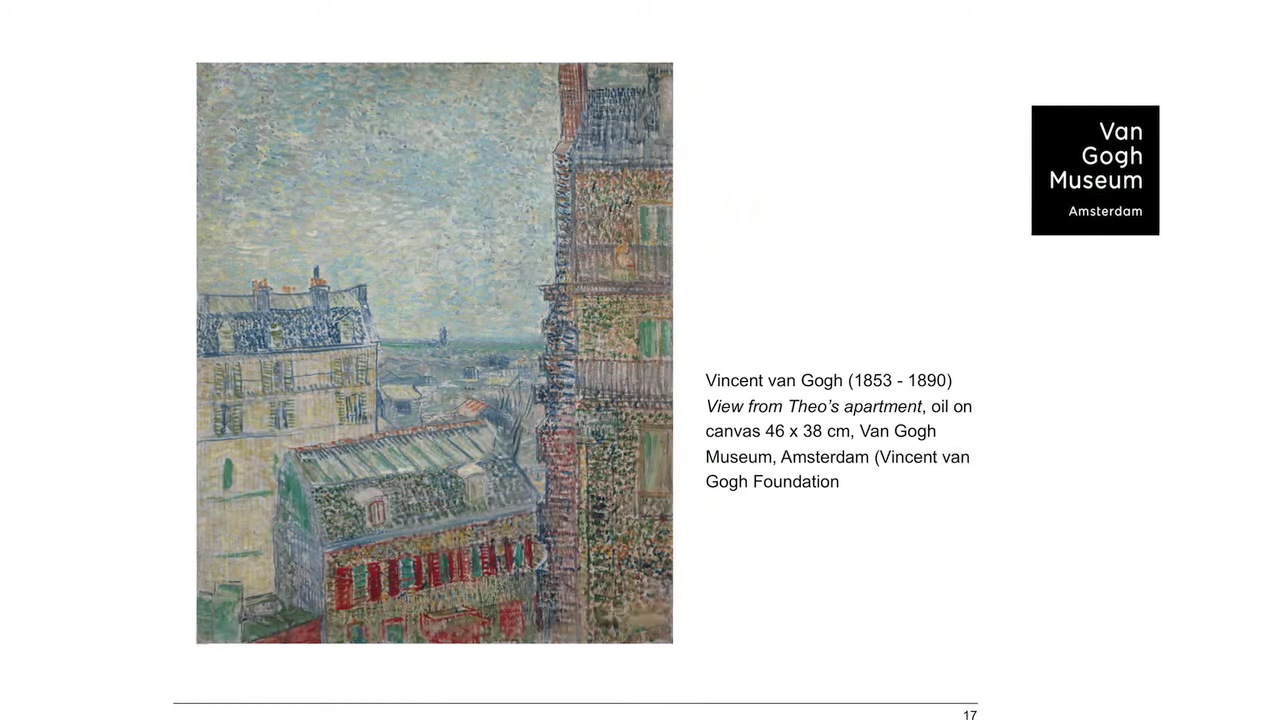 Van
Gogh
Museum
Amsterdam
Vincent van Gogh (1853 - 1890)
View from Theo’s apartment, oil on
canvas 46 x 38 cm, Van Gogh
Museum, Amsterdam (Vincent van
Gogh Foundation
17